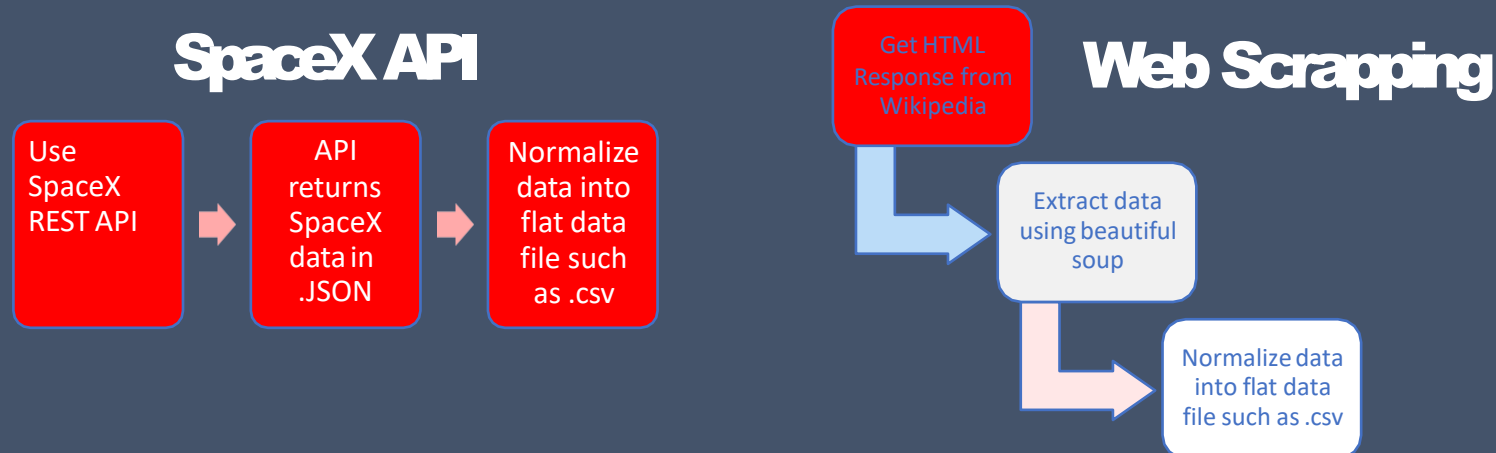 SpaceX API
Use
SpaceX
REST API
API
returns
SpaceX
data in
.JSON
Normalize
data into
flat data
file such
as .csv
Web Scrapping
Get HTML
Response from
Wikipedia
Extract data
using beautiful
soup
Normalize data
into flat data
file such as .csv